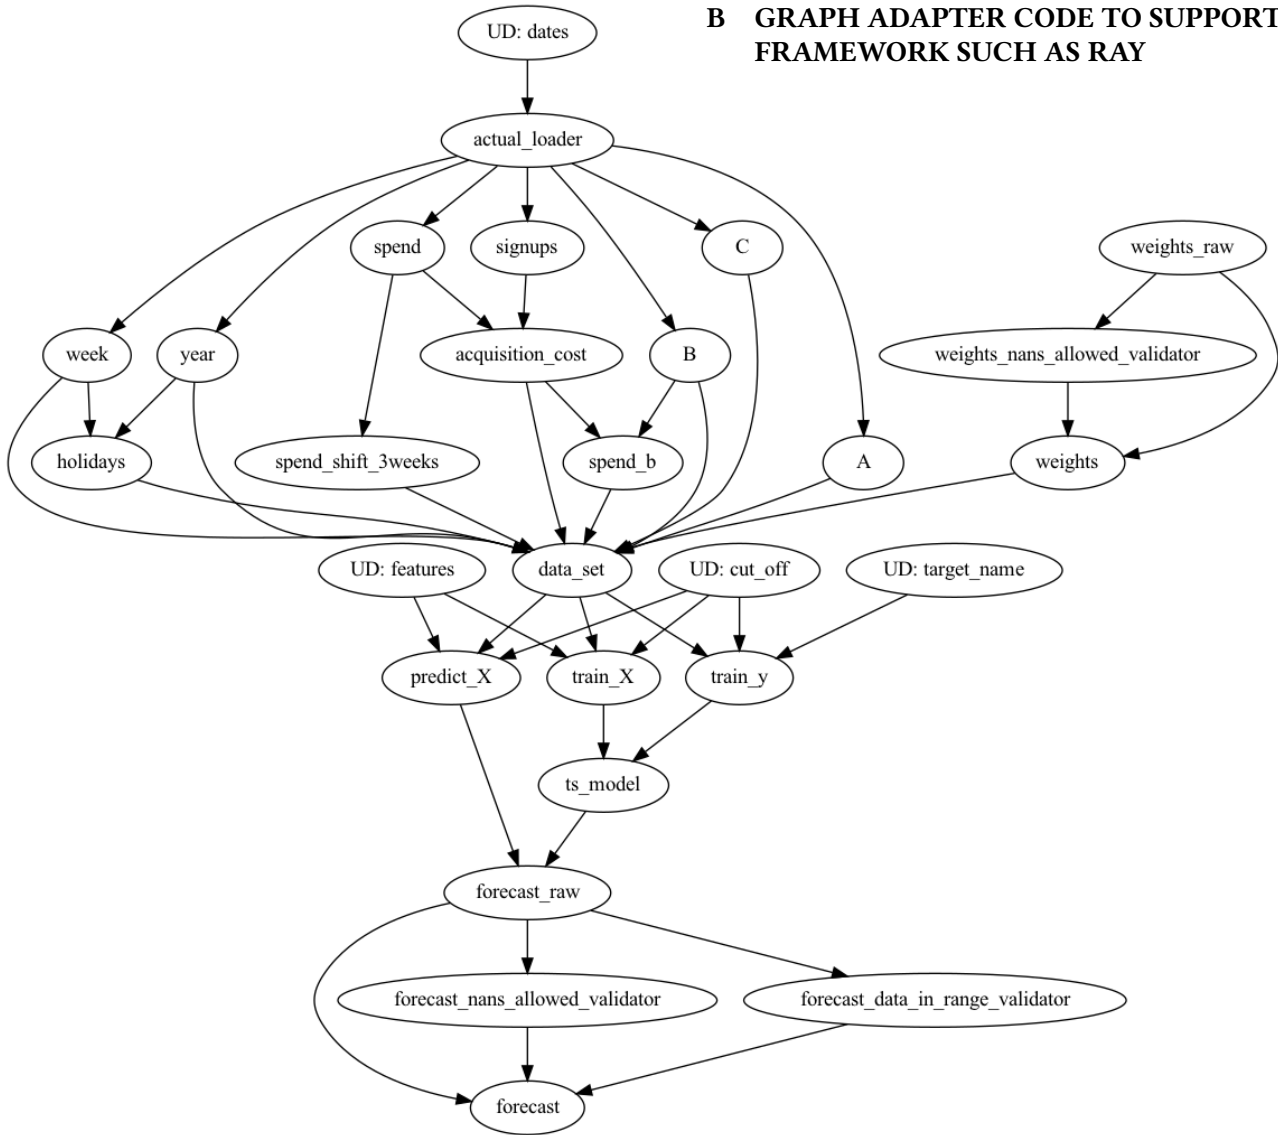 B GRAPH ADAPTER CODE TO SUPPORT
FRAMEWORK SUCH AS RAY
UD: dates
actual_loader
spend
signups
C
weights_raw
week
year
acquisition_cost
B
weights_nans_allowed_validator
holidays
spend_shift_3weeks
spend_b
A
weights
UD: features
data_set
UD: cut_off
UD: target_name
predict_X
train_X
train_y
ts_model
forecast_raw
forecast_nans_allowed_validator
forecast_data_in_range_validator
forecast